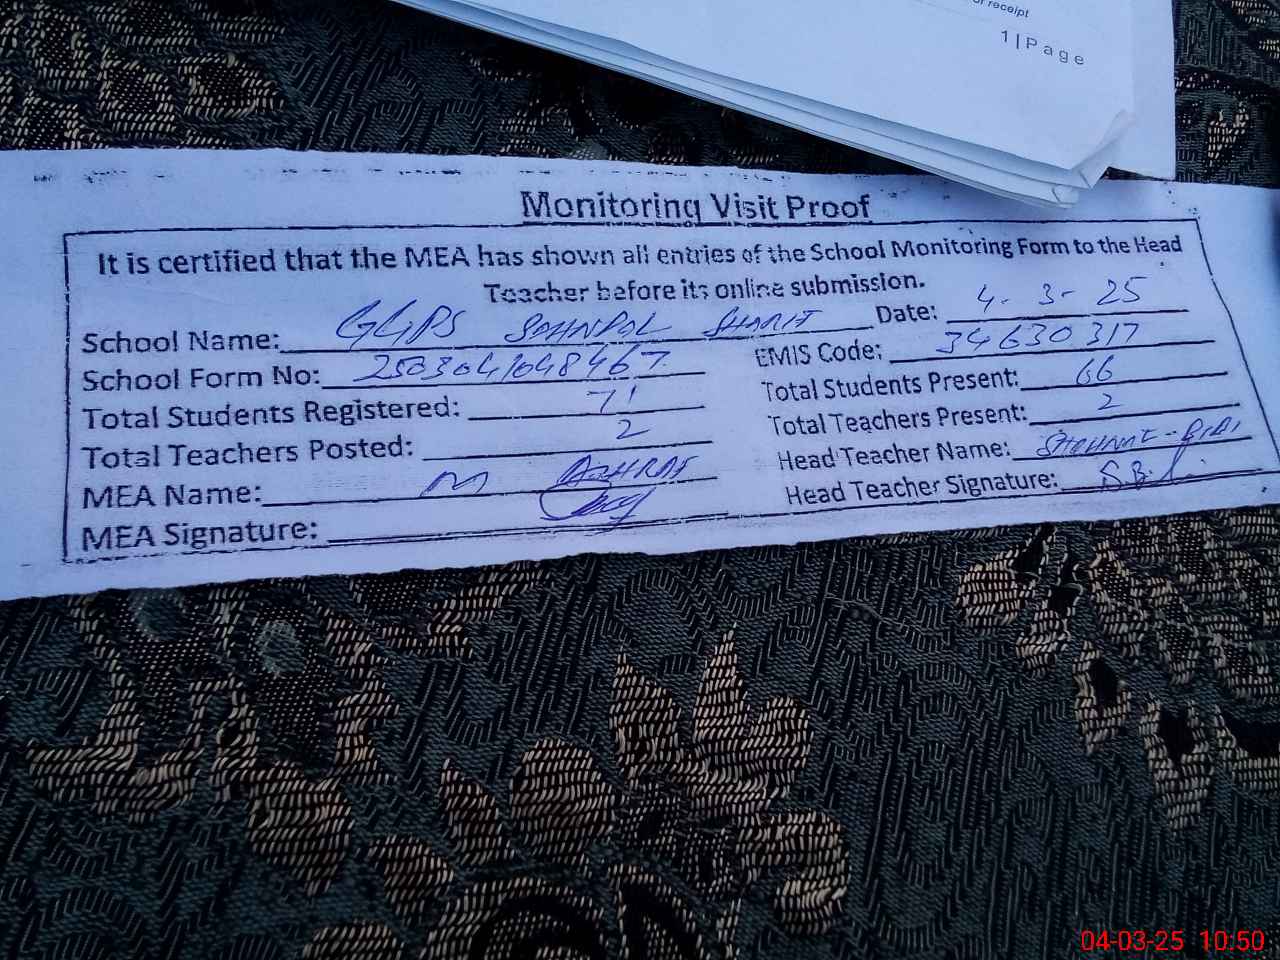 or receipt
1 | P a g e
Monitoring Visit Proof
It is certified that the MEA has shown all entries of the School Monitoring Form to the Head
Teacher before its online submission.
School Name: GGPS SAHNPAL SHARIF Date: 4-3-25
School Form No: EMIS Code: 34630317
Total Students Registered: 71 Total Students Present: 66
Total Teachers Posted: 2 Total Teachers Present: 2
MEA Name: M Head Teacher Name: BIBI
MEA Signature: Head Teacher Signature: S.B.
04-03-25 10:50